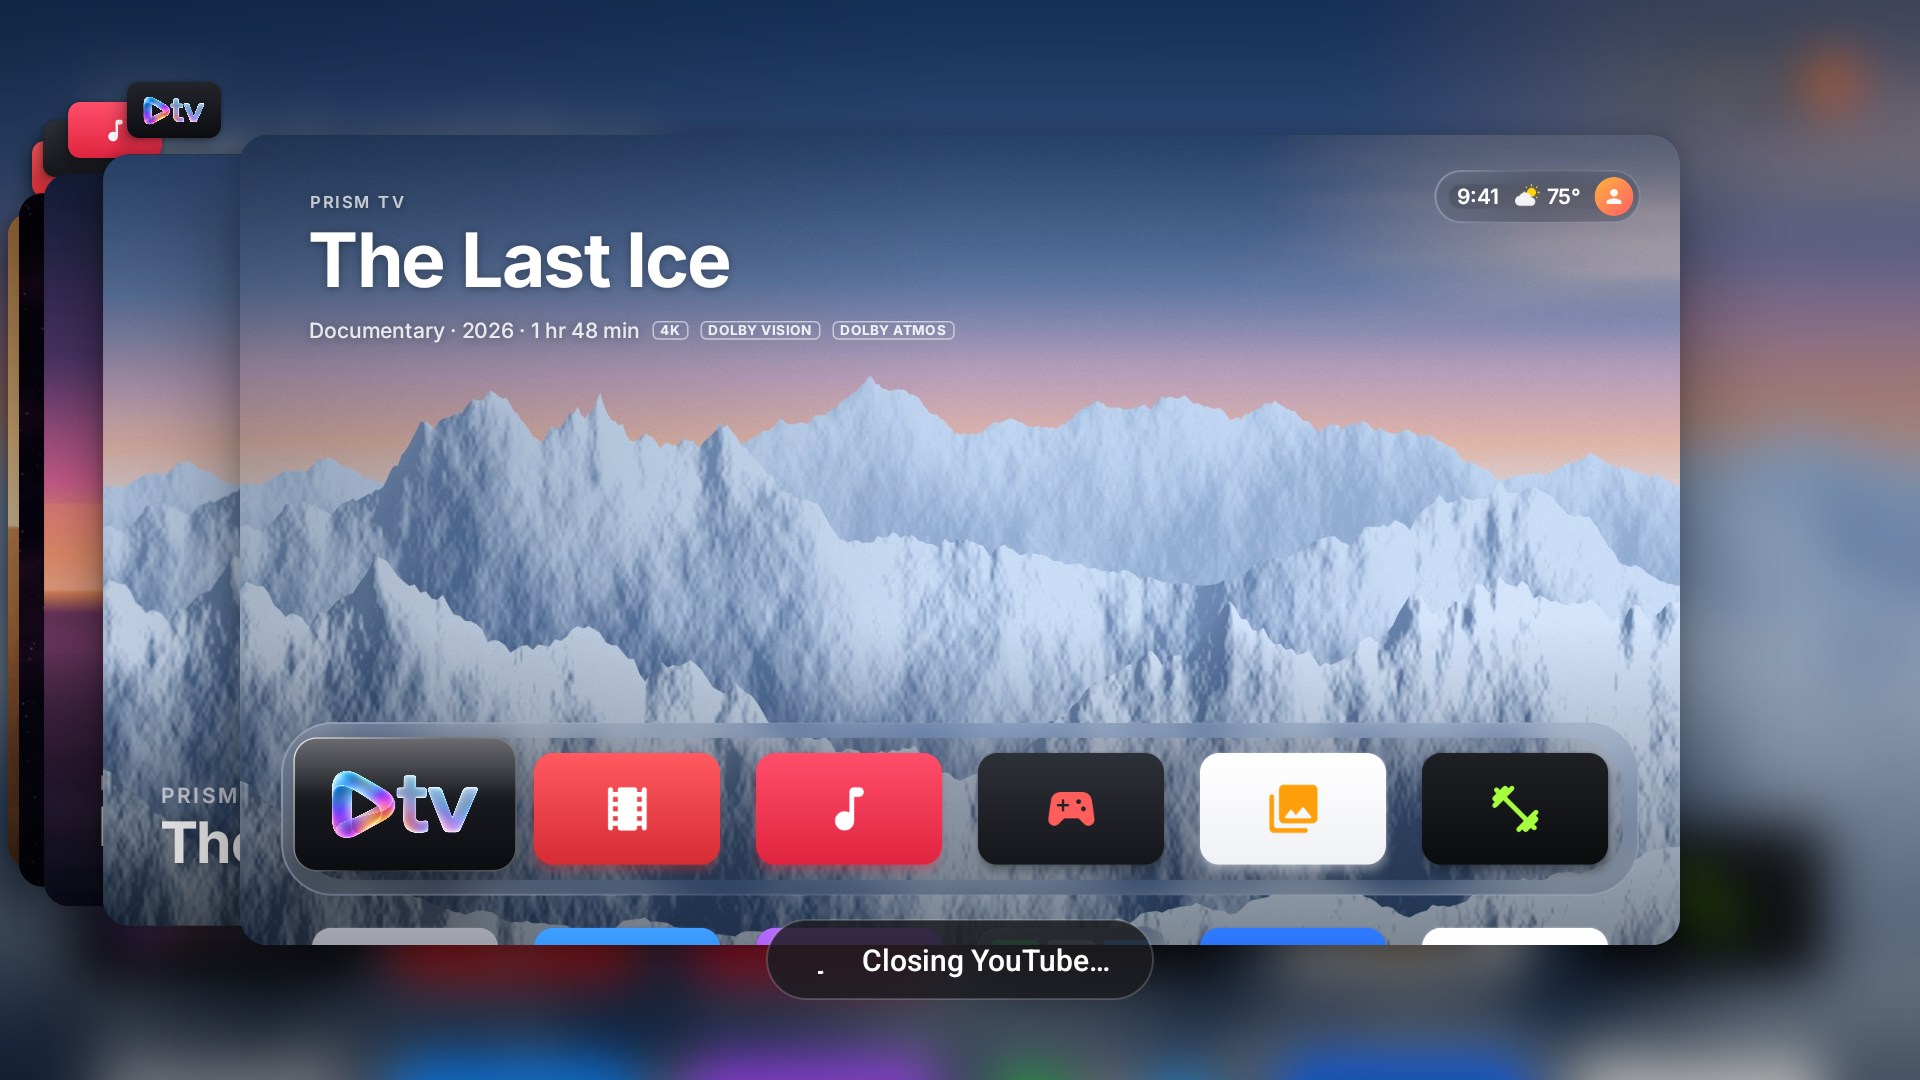 tv
PRISM TV
The Last Ice
Documentary · 2026 · 1 hr 48 min 4K DOLBY VISION DOLBY ATMOS
9:41 75°
PRISM
The
tv
Closing YouTube...